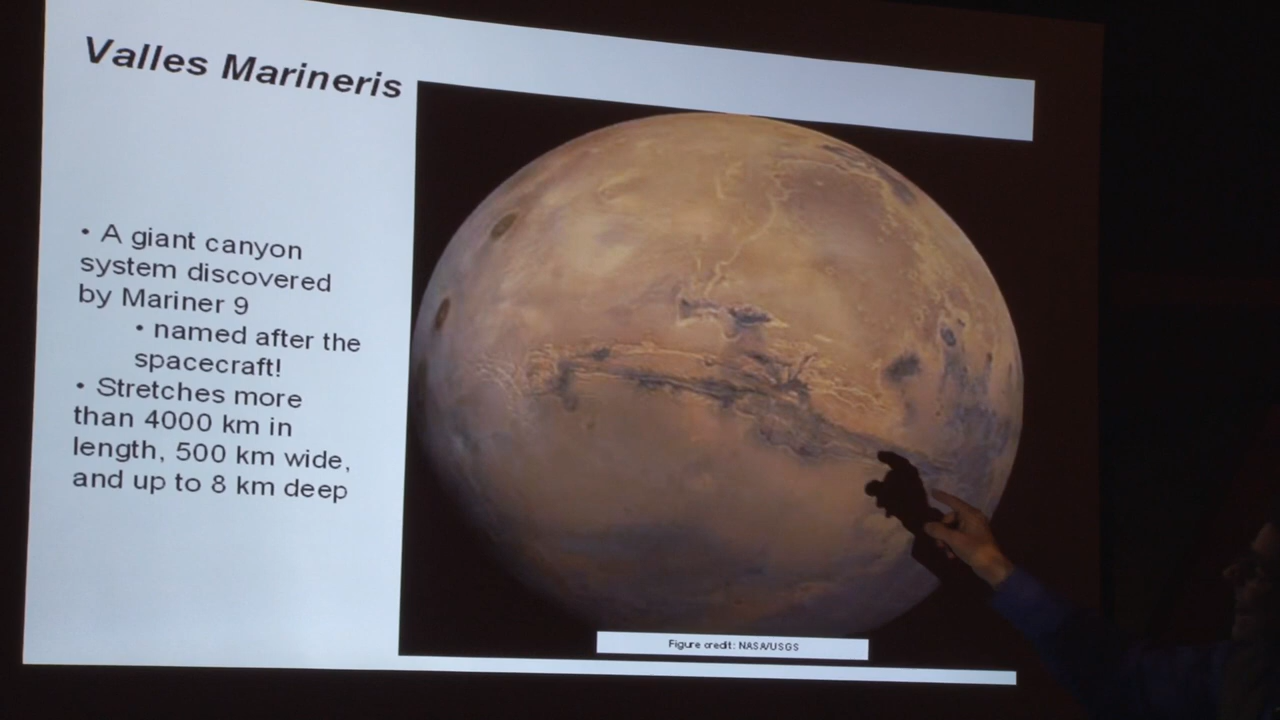 Valles Marineris
• A giant canyon
system discovered
by Mariner 9
• named after the
spacecraft!
• Stretches more
than 4000 km in
length, 500 km wide,
and up to 8 km deep
Figure credit: NASA/USGS